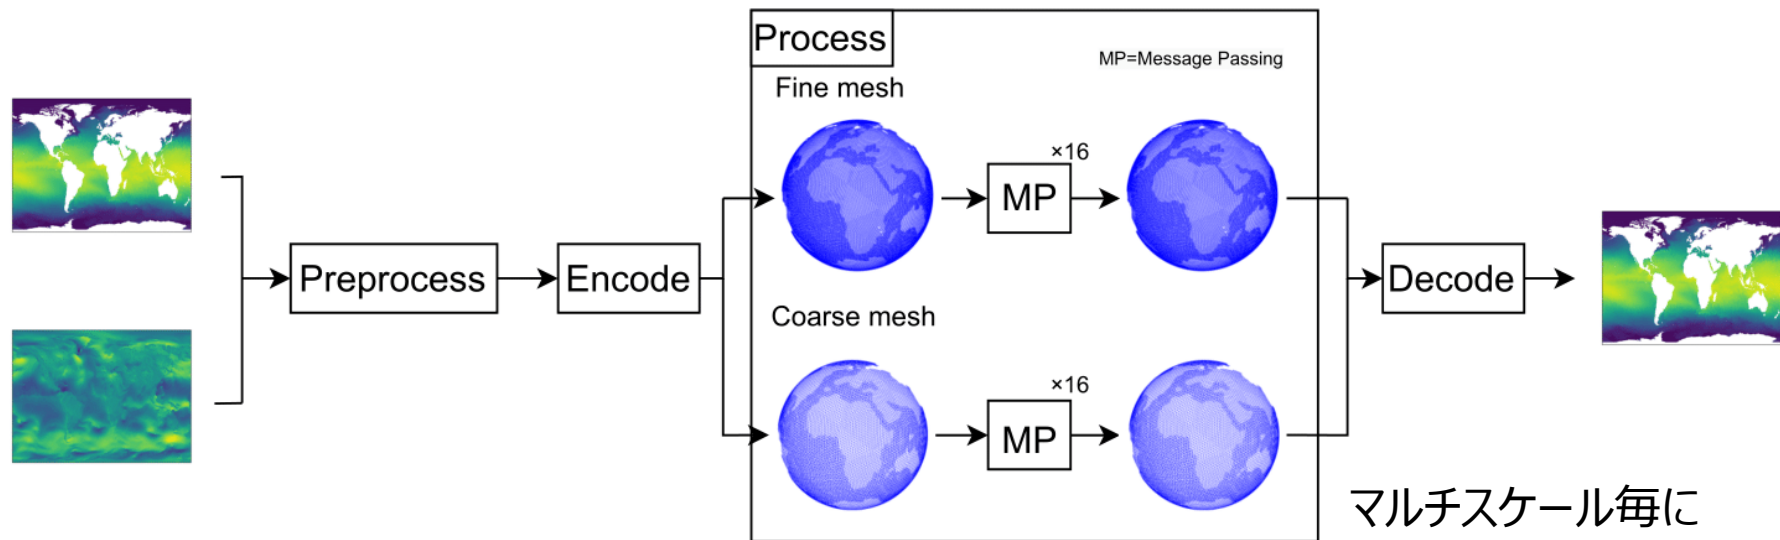 Process
MP=Message Passing
Fine mesh
×16
MP
Preprocess
Encode
Decode
Coarse mesh
×16
MP
マルチスケール毎に